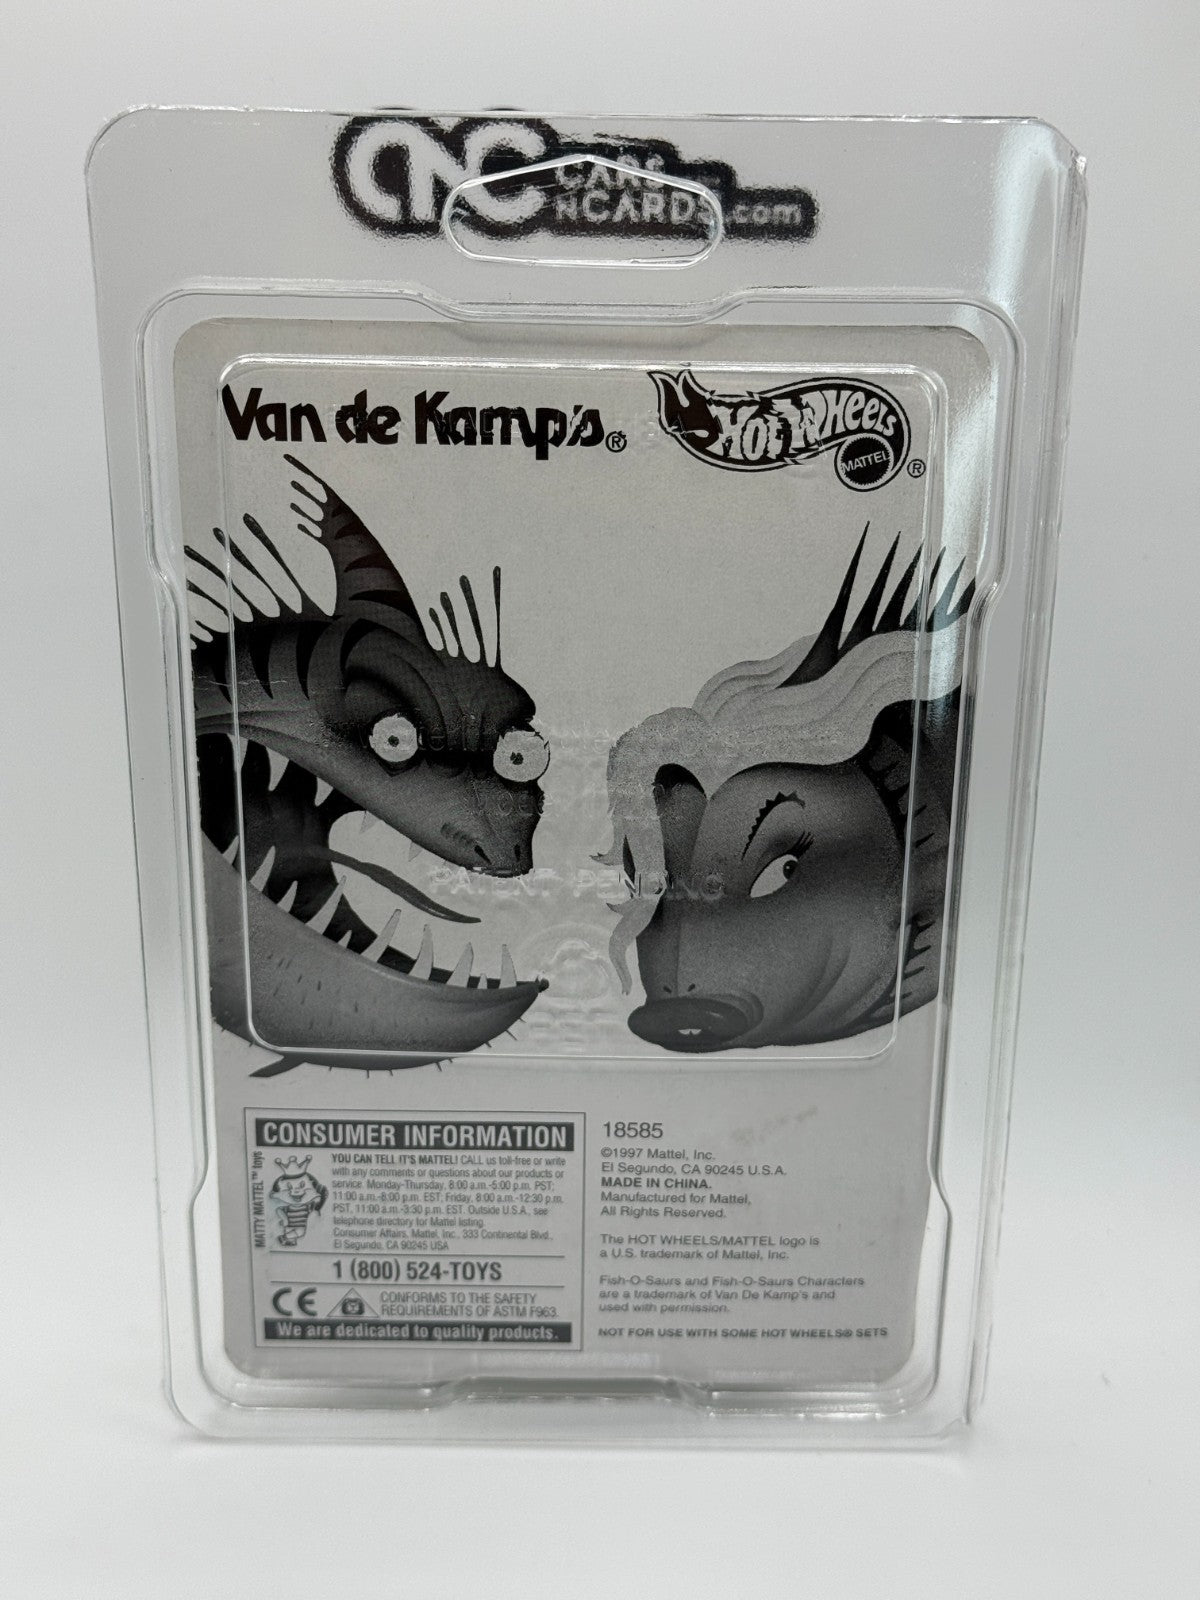 CNC CARS
NCARDS.com
Van de Kamp's®
HOT WHEELS
MATTEL ®
PATENT PENDING
CONSUMER INFORMATION
MATTY MATTEL™ toys
YOU CAN TELL IT'S MATTEL! CALL us toll-free or write
with any comments or questions about our products or
service. Monday-Thursday, 8:00 a.m.-5:00 p.m. PST;
11:00 a.m.-8:00 p.m. EST; Friday, 8:00 a.m.-12:30 p.m.
PST, 11:00 a.m.-3:30 p.m. EST. Outside U.S.A., see
telephone directory for Mattel listing.
Consumer Affairs, Mattel, Inc., 333 Continental Blvd.,
El Segundo, CA 90245 USA
1 (800) 524-TOYS
CE
CONFORMS TO THE SAFETY
REQUIREMENTS OF ASTM F963.
We are dedicated to quality products.
18585
©1997 Mattel, Inc.
El Segundo, CA 90245 U.S.A.
MADE IN CHINA.
Manufactured for Mattel,
All Rights Reserved.
The HOT WHEELS/MATTEL logo is
a U.S. trademark of Mattel, Inc.
Fish-O-Saurs and Fish-O-Saurs Characters
are a trademark of Van De Kamp's and
used with permission.
NOT FOR USE WITH SOME HOT WHEELS® SETS